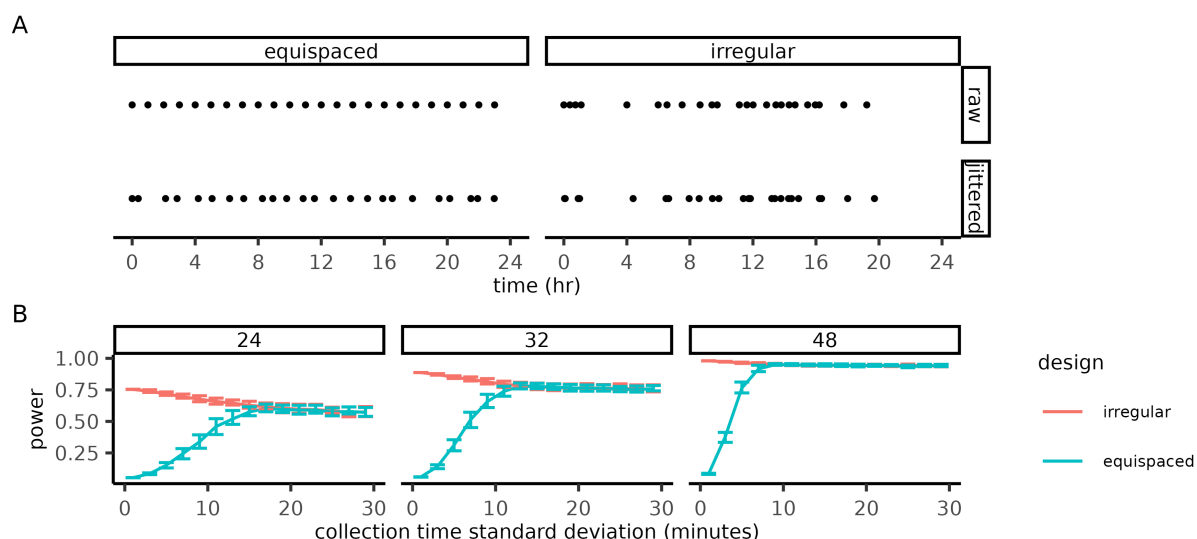 A
equispaced irregular
raw
jittered
0 4 8 12 16 20 24 0 4 8 12 16 20 24
time (hr)
B
24 32 48
1.00
0.75
0.50
0.25
power
0 10 20 30 0 10 20 30 0 10 20 30
collection time standard deviation (minutes)
design
irregular
equispaced